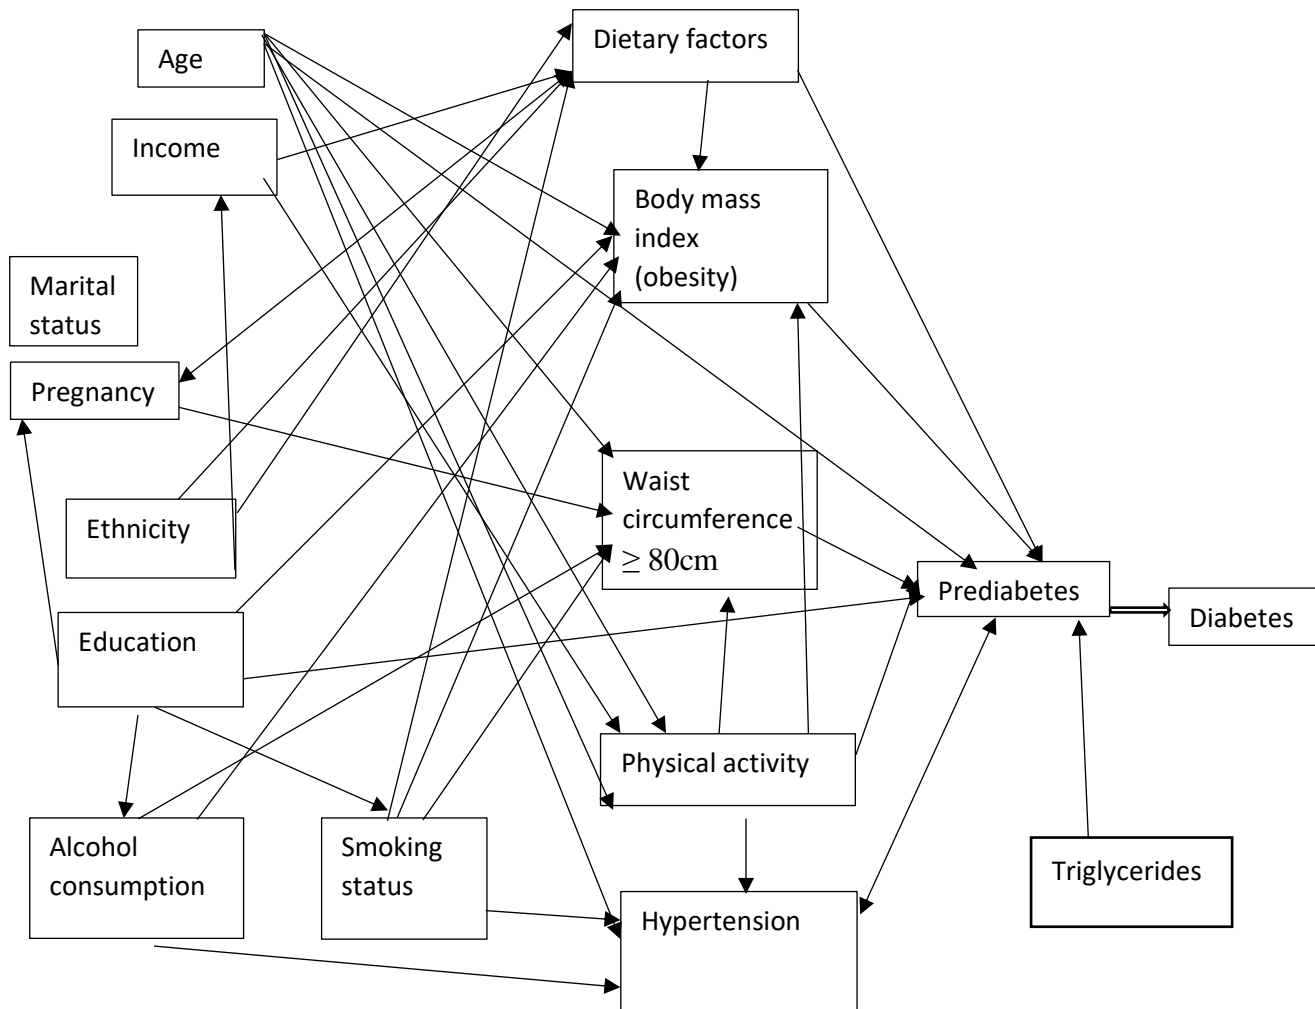 Age
Dietary factors
Income
Body mass
index
(obesity)
Marital
status
Pregnancy
Waist
circumference
≥ 80cm
Ethnicity
Prediabetes
Diabetes
Education
Physical activity
Alcohol
consumption
Smoking
status
Triglycerides
Hypertension